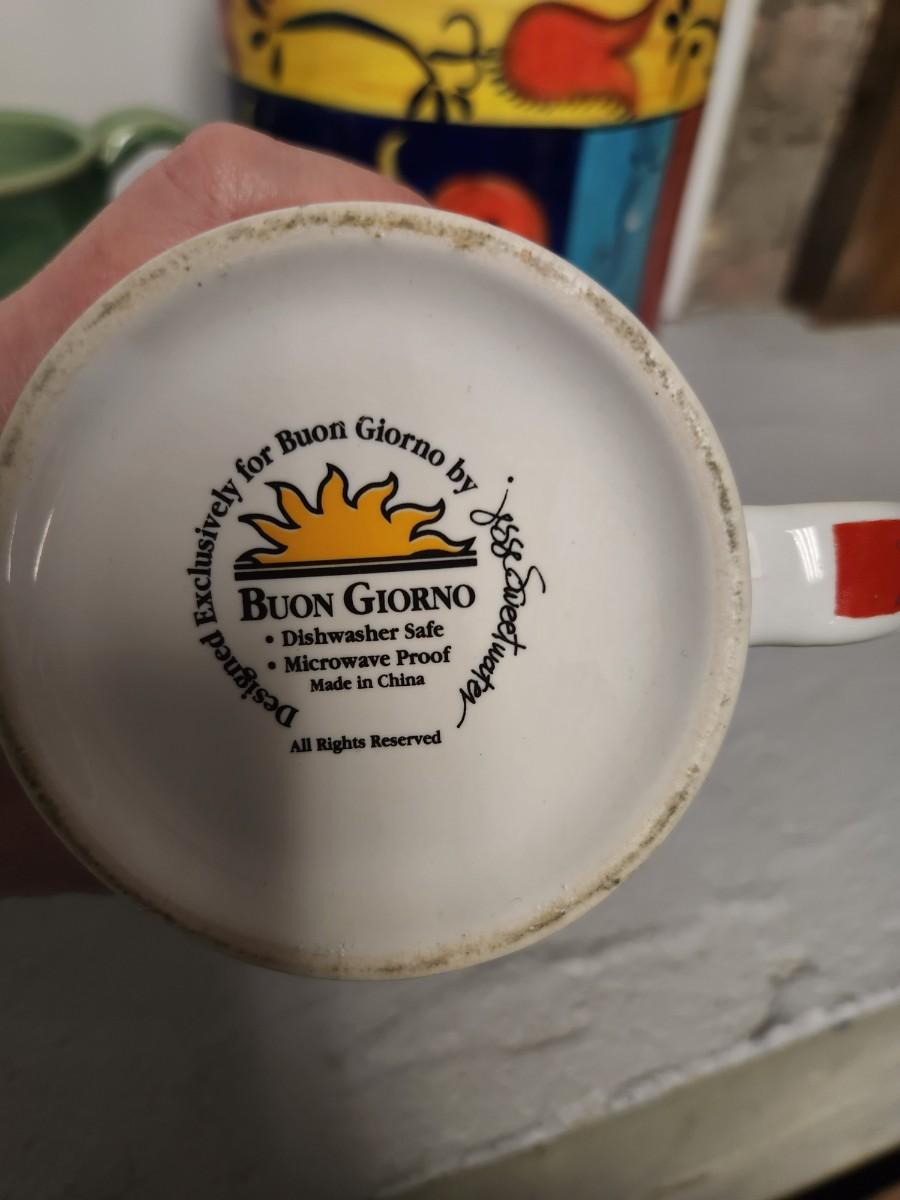 Designed Exclusively for Buon Giorno by
Jess Sweetwater
BUON GIORNO
• Dishwasher Safe
• Microwave Proof
Made in China
All Rights Reserved